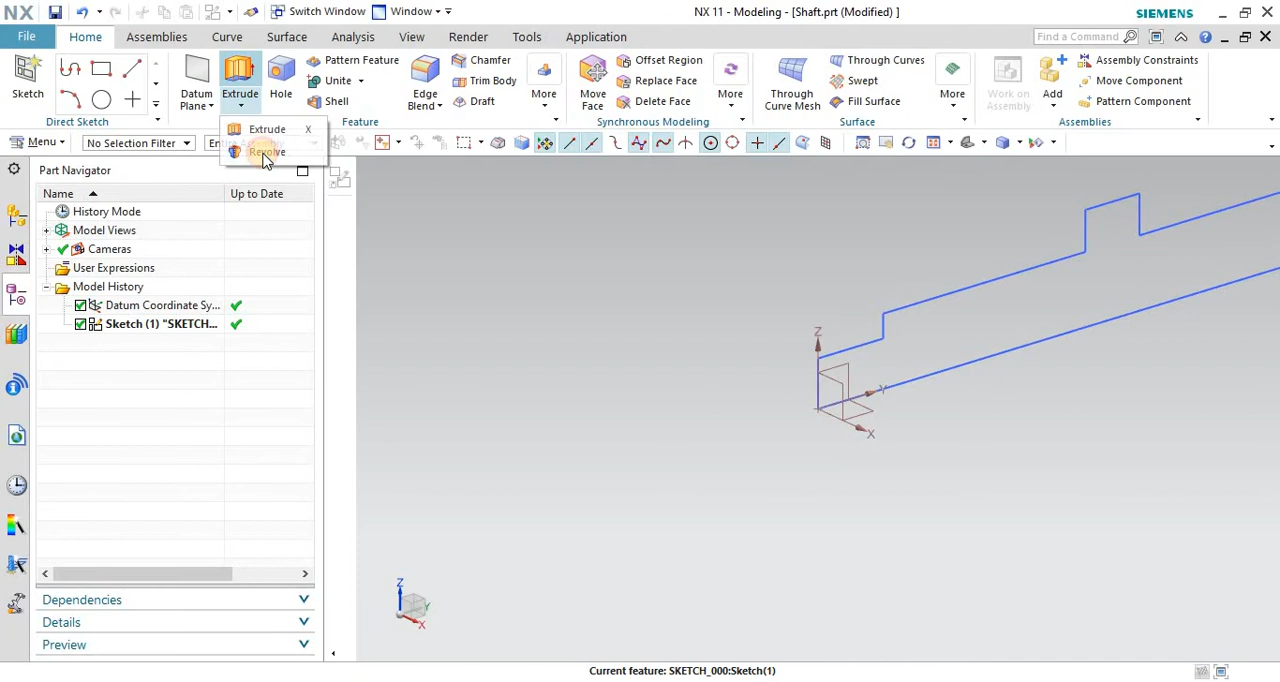 NX Switch Window Window NX 11 - Modeling - [Shaft.prt (Modified) ] SIEMENS
File Home Assemblies Curve Surface Analysis View Render Tools Application Find a Command
Sketch
Direct Sketch
Datum Plane
Extrude
Hole
Pattern Feature
Unite
Shell
Edge Blend
Chamfer
Trim Body
Draft
More
Feature
Move Face
Offset Region
Replace Face
Delete Face
More
Synchronous Modeling
Through Curve Mesh
Through Curves
Swept
Fill Surface
More
Surface
Work on Assembly
Add
Assembly Constraints
Move Component
Pattern Component
Assemblies
Extrude X
Revolve
Menu No Selection Filter
Part Navigator
Name Up to Date
History Mode
Model Views
Cameras
User Expressions
Model History
Datum Coordinate Sy...
Sketch (1) "SKETCH...
Dependencies
Details
Preview
Z
Y
X
Z
Y
X
Current feature: SKETCH_000:Sketch(1)